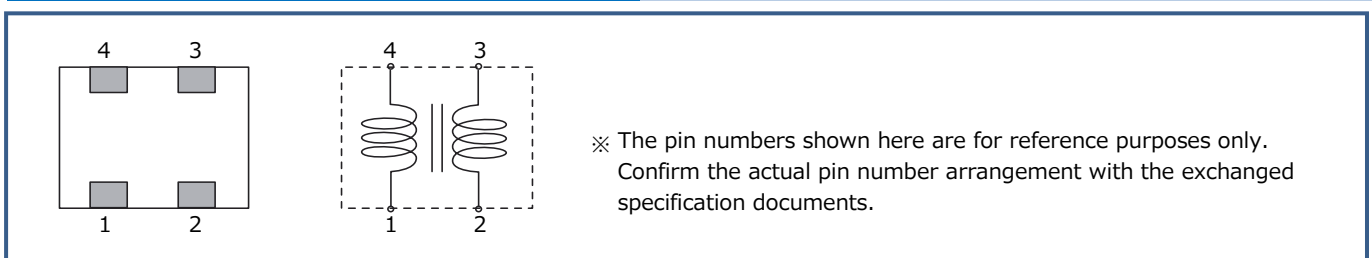 4 3
4 3
※ The pin numbers shown here are for reference purposes only.
Confirm the actual pin number arrangement with the exchanged
specification documents.
1 2
1 2